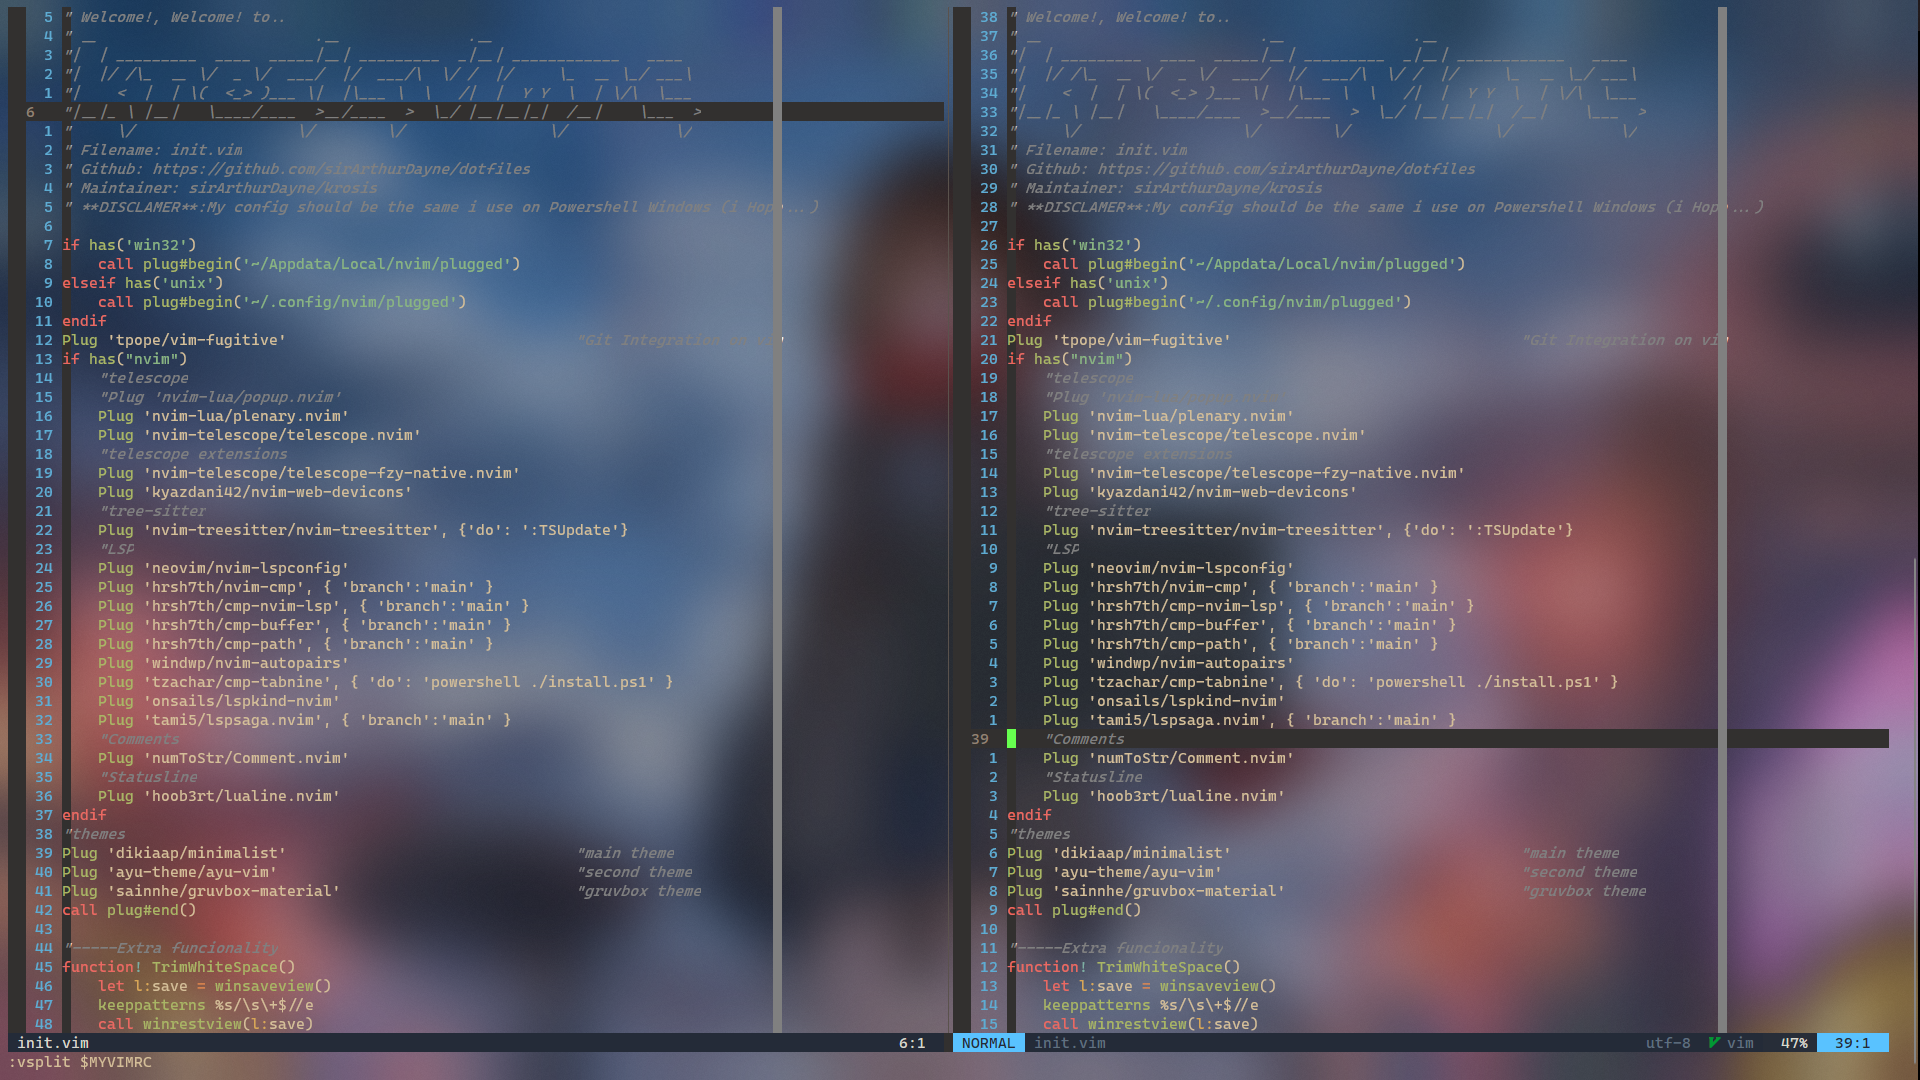 5 " Welcome!, Welcome! to..
4 " __                         .__              .__
3 "|  | _________  ____  _____|__| _________  _|__| ____________   ____
2 "|  |/ /\_  __ \/  _ \/  ___/  |/  ___/\  \/ /  |/     \_  __ \_/ ___\
1 "|    <  |  | \(  <_> )___ \|  |\___ \  \   /|  |  Y Y  \  | \/\  \___
6 "|__|_ \ |__|   \____/____  >__/____  >  \_/ |__|__|_|  /__|    \___  >
1 "     \/                  \/        \/                \/            \/
2 " Filename: init.vim
3 " Github: https://github.com/sirArthurDayne/dotfiles
4 " Maintainer: sirArthurDayne/krosis
5 " **DISCLAMER**:My config should be the same i use on Powershell Windows (i Hope...)
6
7 if has('win32')
8     call plug#begin('~/Appdata/Local/nvim/plugged')
9 elseif has('unix')
10     call plug#begin('~/.config/nvim/plugged')
11 endif
12 Plug 'tpope/vim-fugitive' "Git Integration on vim
13 if has("nvim")
14     "telescope
15     "Plug 'nvim-lua/popup.nvim'
16     Plug 'nvim-lua/plenary.nvim'
17     Plug 'nvim-telescope/telescope.nvim'
18     "telescope extensions
19     Plug 'nvim-telescope/telescope-fzy-native.nvim'
20     Plug 'kyazdani42/nvim-web-devicons'
21     "tree-sitter
22     Plug 'nvim-treesitter/nvim-treesitter', {'do': ':TSUpdate'}
23     "LSP
24     Plug 'neovim/nvim-lspconfig'
25     Plug 'hrsh7th/nvim-cmp', { 'branch':'main' }
26     Plug 'hrsh7th/cmp-nvim-lsp', { 'branch':'main' }
27     Plug 'hrsh7th/cmp-buffer', { 'branch':'main' }
28     Plug 'hrsh7th/cmp-path', { 'branch':'main' }
29     Plug 'windwp/nvim-autopairs'
30     Plug 'tzachar/cmp-tabnine', { 'do': 'powershell ./install.ps1' }
31     Plug 'onsails/lspkind-nvim'
32     Plug 'tami5/lspsaga.nvim', { 'branch':'main' }
33     "Comments
34     Plug 'numToStr/Comment.nvim'
35     "Statusline
36     Plug 'hoob3rt/lualine.nvim'
37 endif
38 "themes
39 Plug 'dikiaap/minimalist' "main theme
40 Plug 'ayu-theme/ayu-vim' "second theme
41 Plug 'sainnhe/gruvbox-material' "gruvbox theme
42 call plug#end()
43
44 "-----Extra funcionality
45 function! TrimWhiteSpace()
46     let l:save = winsaveview()
47     keeppatterns %s/\s\+$//e
48     call winrestview(l:save)
init.vim 6:1
38 " Welcome!, Welcome! to..
37 " __                         .__              .__
36 "|  | _________  ____  _____|__| _________  _|__| ____________   ____
35 "|  |/ /\_  __ \/  _ \/  ___/  |/  ___/\  \/ /  |/     \_  __ \_/ ___\
34 "|    <  |  | \(  <_> )___ \|  |\___ \  \   /|  |  Y Y  \  | \/\  \___
33 "|__|_ \ |__|   \____/____  >__/____  >  \_/ |__|__|_|  /__|    \___  >
32 "     \/                  \/        \/                \/            \/
31 " Filename: init.vim
30 " Github: https://github.com/sirArthurDayne/dotfiles
29 " Maintainer: sirArthurDayne/krosis
28 " **DISCLAMER**:My config should be the same i use on Powershell Windows (i Hope...)
27
26 if has('win32')
25     call plug#begin('~/Appdata/Local/nvim/plugged')
24 elseif has('unix')
23     call plug#begin('~/.config/nvim/plugged')
22 endif
21 Plug 'tpope/vim-fugitive' "Git Integration on vim
20 if has("nvim")
19     "telescope
18     "Plug 'nvim-lua/popup.nvim'
17     Plug 'nvim-lua/plenary.nvim'
16     Plug 'nvim-telescope/telescope.nvim'
15     "telescope extensions
14     Plug 'nvim-telescope/telescope-fzy-native.nvim'
13     Plug 'kyazdani42/nvim-web-devicons'
12     "tree-sitter
11     Plug 'nvim-treesitter/nvim-treesitter', {'do': ':TSUpdate'}
10     "LSP
9     Plug 'neovim/nvim-lspconfig'
8     Plug 'hrsh7th/nvim-cmp', { 'branch':'main' }
7     Plug 'hrsh7th/cmp-nvim-lsp', { 'branch':'main' }
6     Plug 'hrsh7th/cmp-buffer', { 'branch':'main' }
5     Plug 'hrsh7th/cmp-path', { 'branch':'main' }
4     Plug 'windwp/nvim-autopairs'
3     Plug 'tzachar/cmp-tabnine', { 'do': 'powershell ./install.ps1' }
2     Plug 'onsails/lspkind-nvim'
1     Plug 'tami5/lspsaga.nvim', { 'branch':'main' }
39     "Comments
1     Plug 'numToStr/Comment.nvim'
2     "Statusline
3     Plug 'hoob3rt/lualine.nvim'
4 endif
5 "themes
6 Plug 'dikiaap/minimalist' "main theme
7 Plug 'ayu-theme/ayu-vim' "second theme
8 Plug 'sainnhe/gruvbox-material' "gruvbox theme
9 call plug#end()
10
11 "-----Extra funcionality
12 function! TrimWhiteSpace()
13     let l:save = winsaveview()
14     keeppatterns %s/\s\+$//e
15     call winrestview(l:save)
NORMAL init.vim utf-8 vim 47% 39:1
:vsplit $MYVIMRC